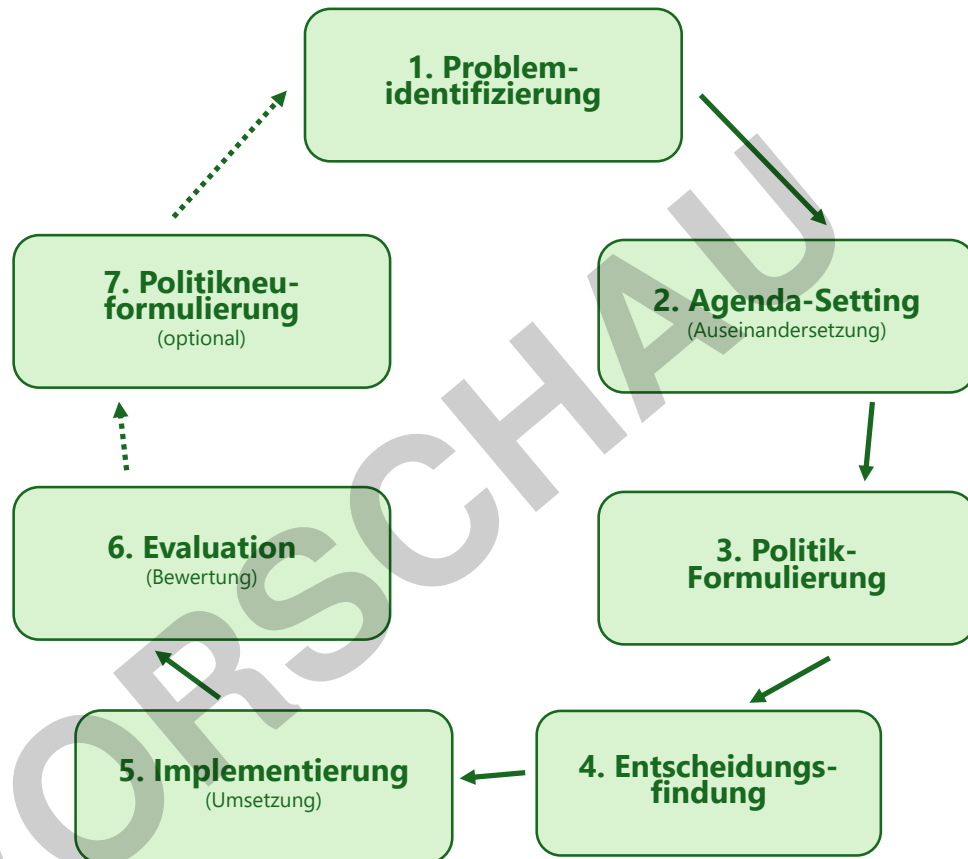 1. Problem-
identifizierung
2. Agenda-Setting
(Auseinandersetzung)
3. Politik-
Formulierung
4. Entscheidungs-
findung
5. Implementierung
(Umsetzung)
6. Evaluation
(Bewertung)
7. Politikneu-
formulierung
(optional)
ORSCHAU